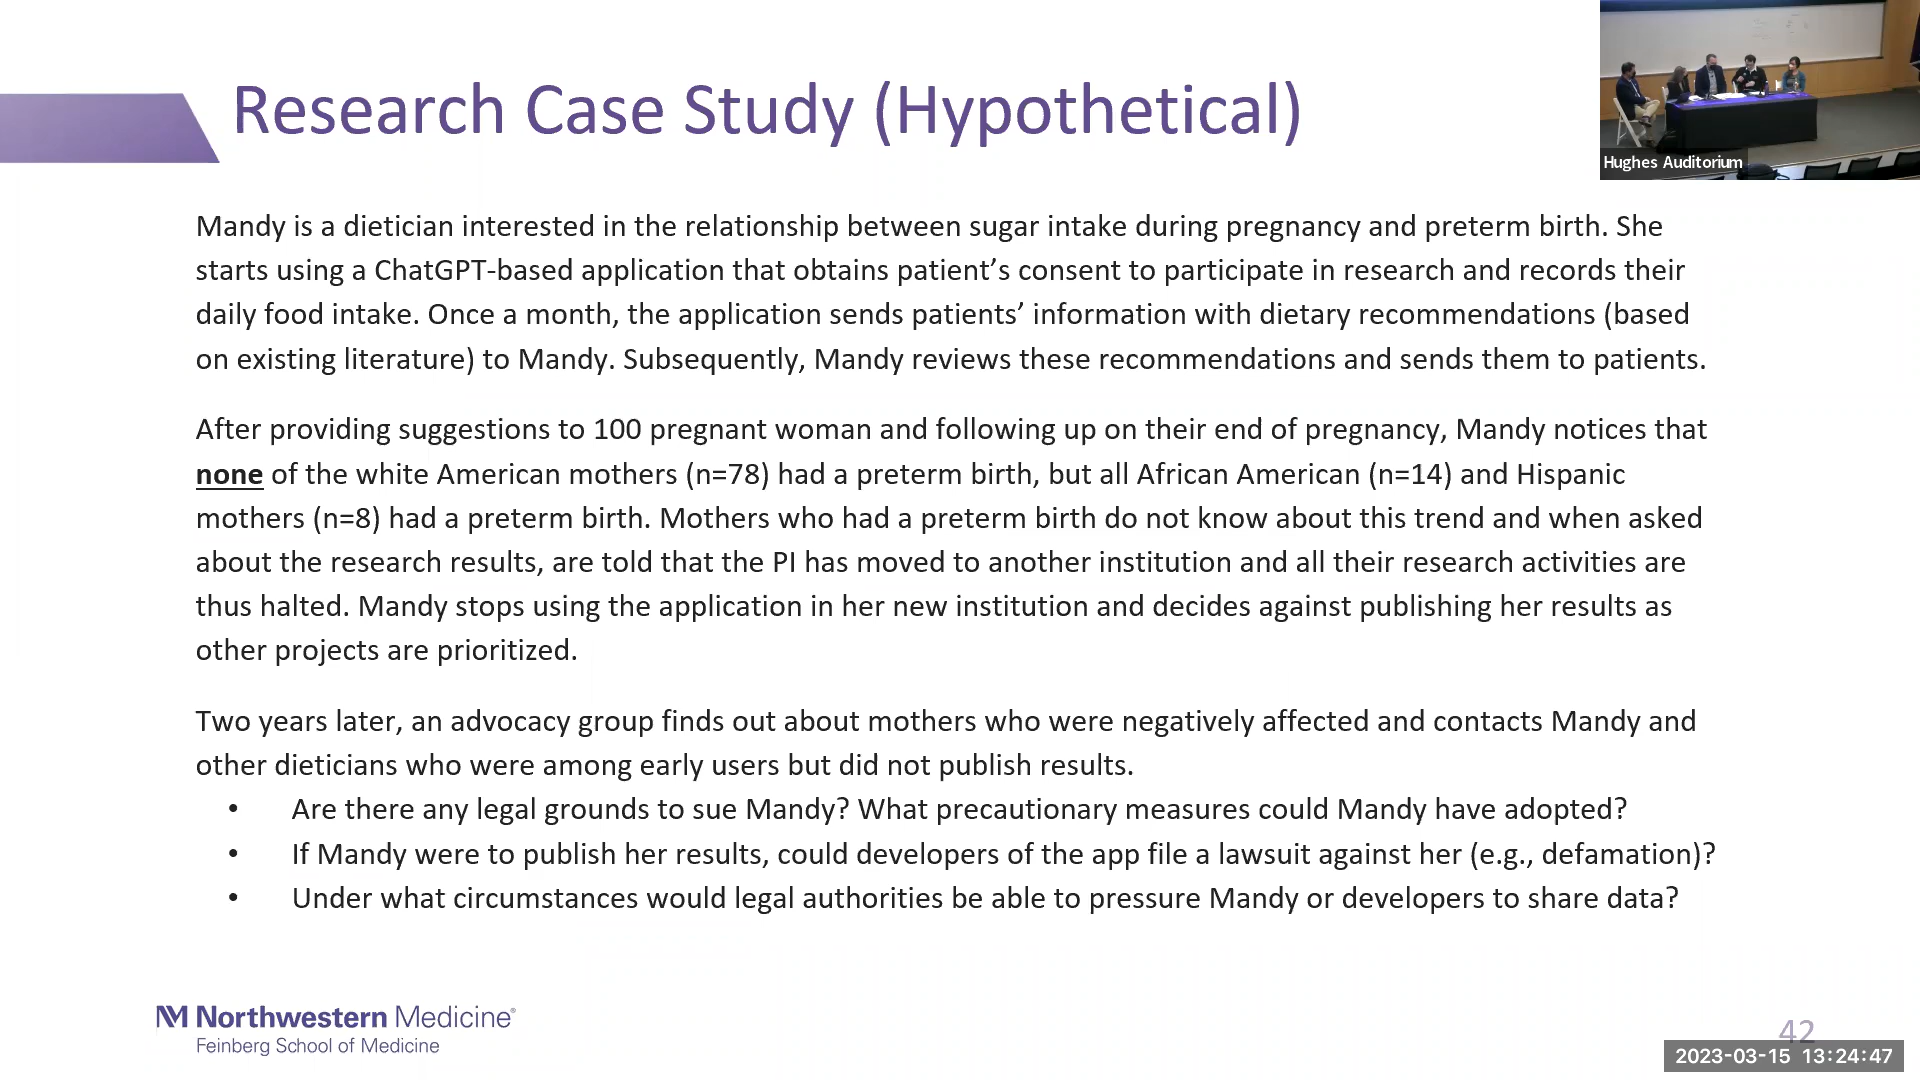 Research Case Study (Hypothetical)
Hughes Auditorium
Mandy is a dietician interested in the relationship between sugar intake during pregnancy and preterm birth. She
starts using a ChatGPT-based application that obtains patient’s consent to participate in research and records their
daily food intake. Once a month, the application sends patients’ information with dietary recommendations (based
on existing literature) to Mandy. Subsequently, Mandy reviews these recommendations and sends them to patients.
After providing suggestions to 100 pregnant woman and following up on their end of pregnancy, Mandy notices that
none of the white American mothers (n=78) had a preterm birth, but all African American (n=14) and Hispanic
mothers (n=8) had a preterm birth. Mothers who had a preterm birth do not know about this trend and when asked
about the research results, are told that the PI has moved to another institution and all their research activities are
thus halted. Mandy stops using the application in her new institution and decides against publishing her results as
other projects are prioritized.
Two years later, an advocacy group finds out about mothers who were negatively affected and contacts Mandy and
other dieticians who were among early users but did not publish results.
• Are there any legal grounds to sue Mandy? What precautionary measures could Mandy have adopted?
• If Mandy were to publish her results, could developers of the app file a lawsuit against her (e.g., defamation)?
• Under what circumstances would legal authorities be able to pressure Mandy or developers to share data?
NM Northwestern Medicine®
Feinberg School of Medicine
42
2023-03-15 13:24:47